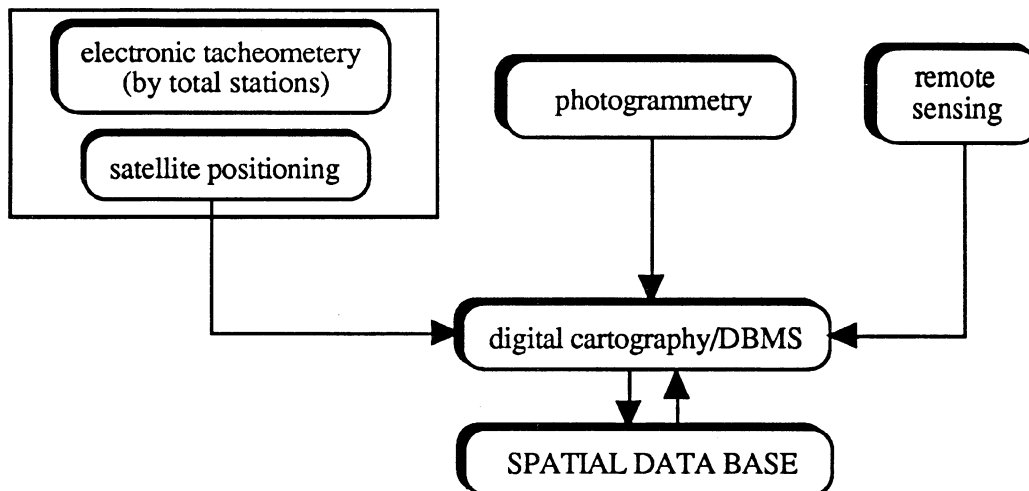 electronic tacheometery
(by total stations)
satellite positioning
photogrammetry
remote
sensing
digital cartography/DBMS
SPATIAL DATA BASE